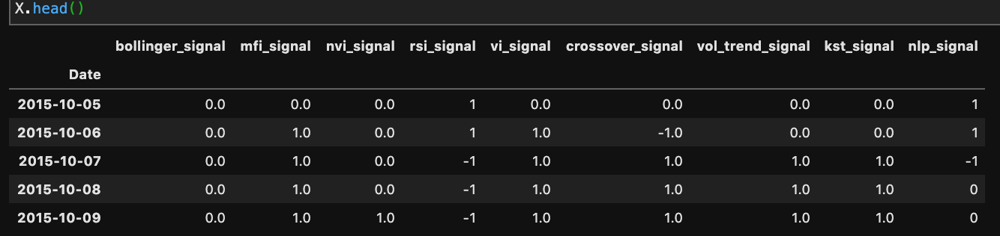 X.head()
bollinger_signal mfi_signal nvi_signal rsi_signal vi_signal crossover_signal vol_trend_signal kst_signal nlp_signal
Date
2015-10-05 0.0 0.0 0.0 1 0.0 0.0 0.0 0.0 1
2015-10-06 0.0 1.0 0.0 1 1.0 -1.0 0.0 0.0 1
2015-10-07 0.0 1.0 0.0 -1 1.0 1.0 1.0 1.0 -1
2015-10-08 0.0 1.0 0.0 -1 1.0 1.0 1.0 1.0 0
2015-10-09 0.0 1.0 1.0 -1 1.0 1.0 1.0 1.0 0